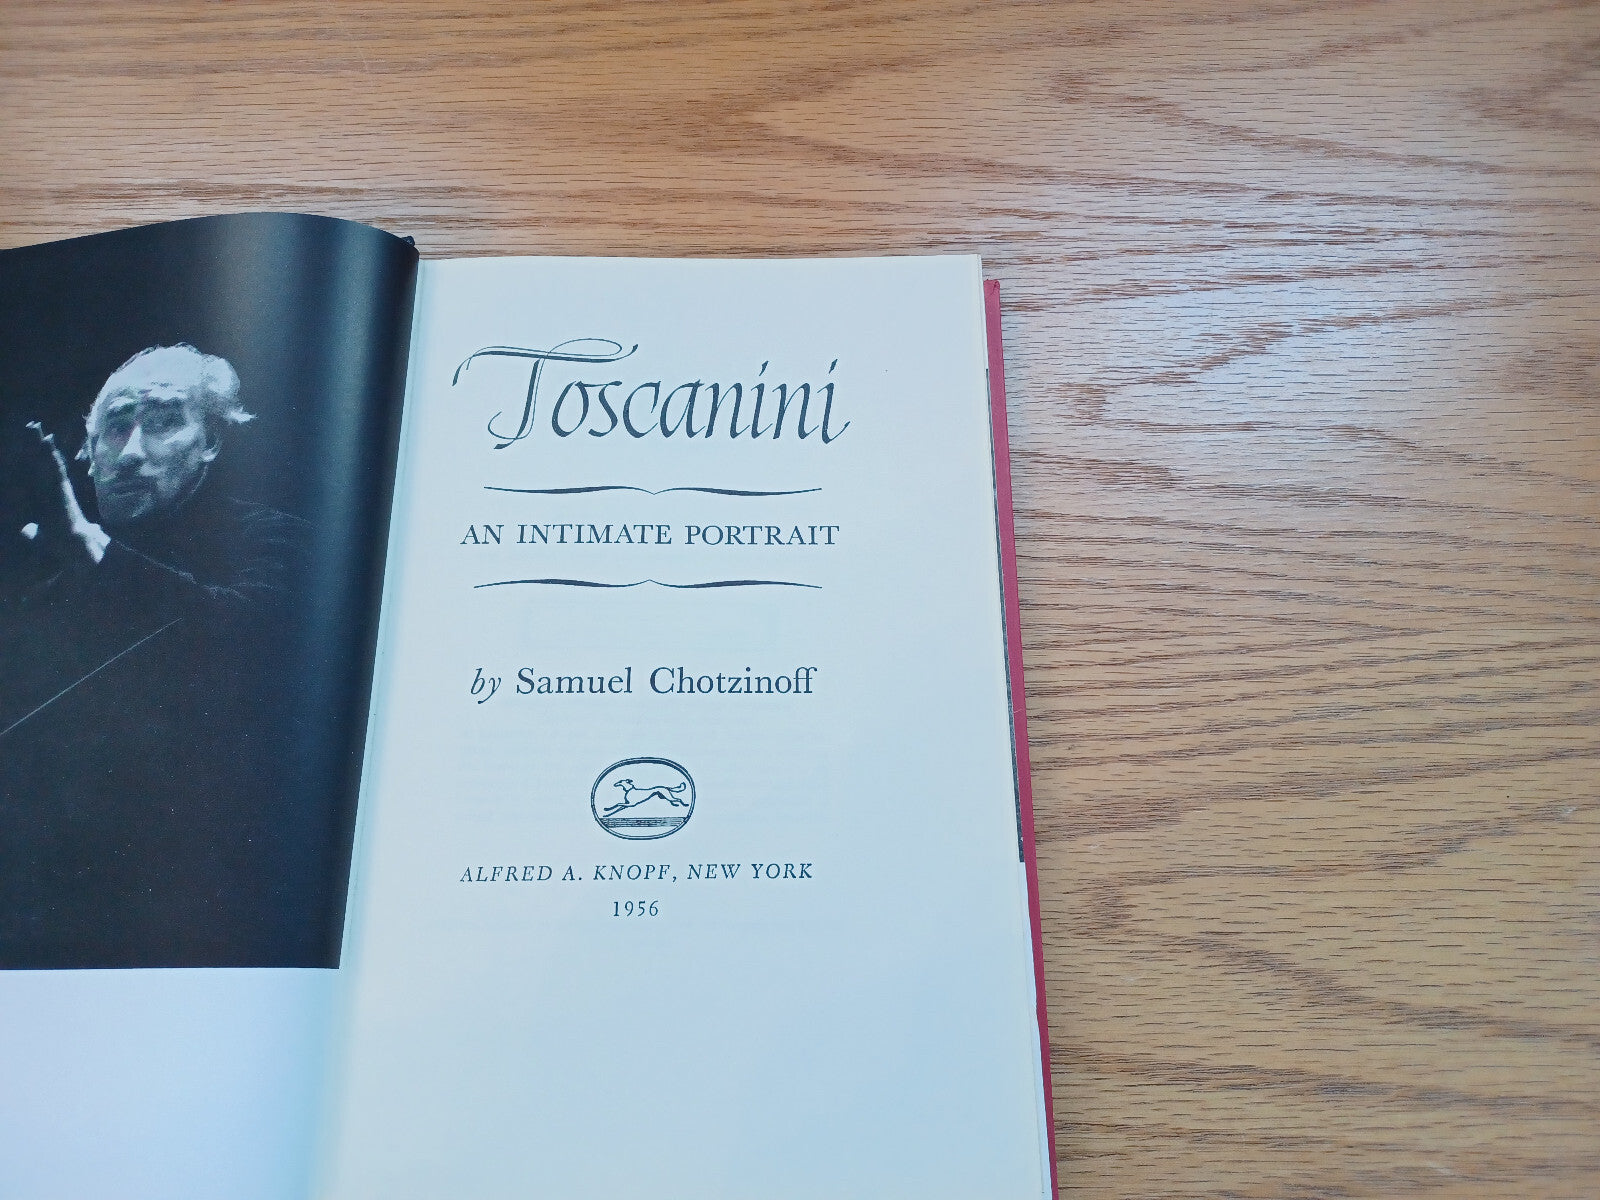 Toscanini
AN INTIMATE PORTRAIT
by Samuel Chotzinoff
ALFRED A. KNOPF, NEW YORK
1956